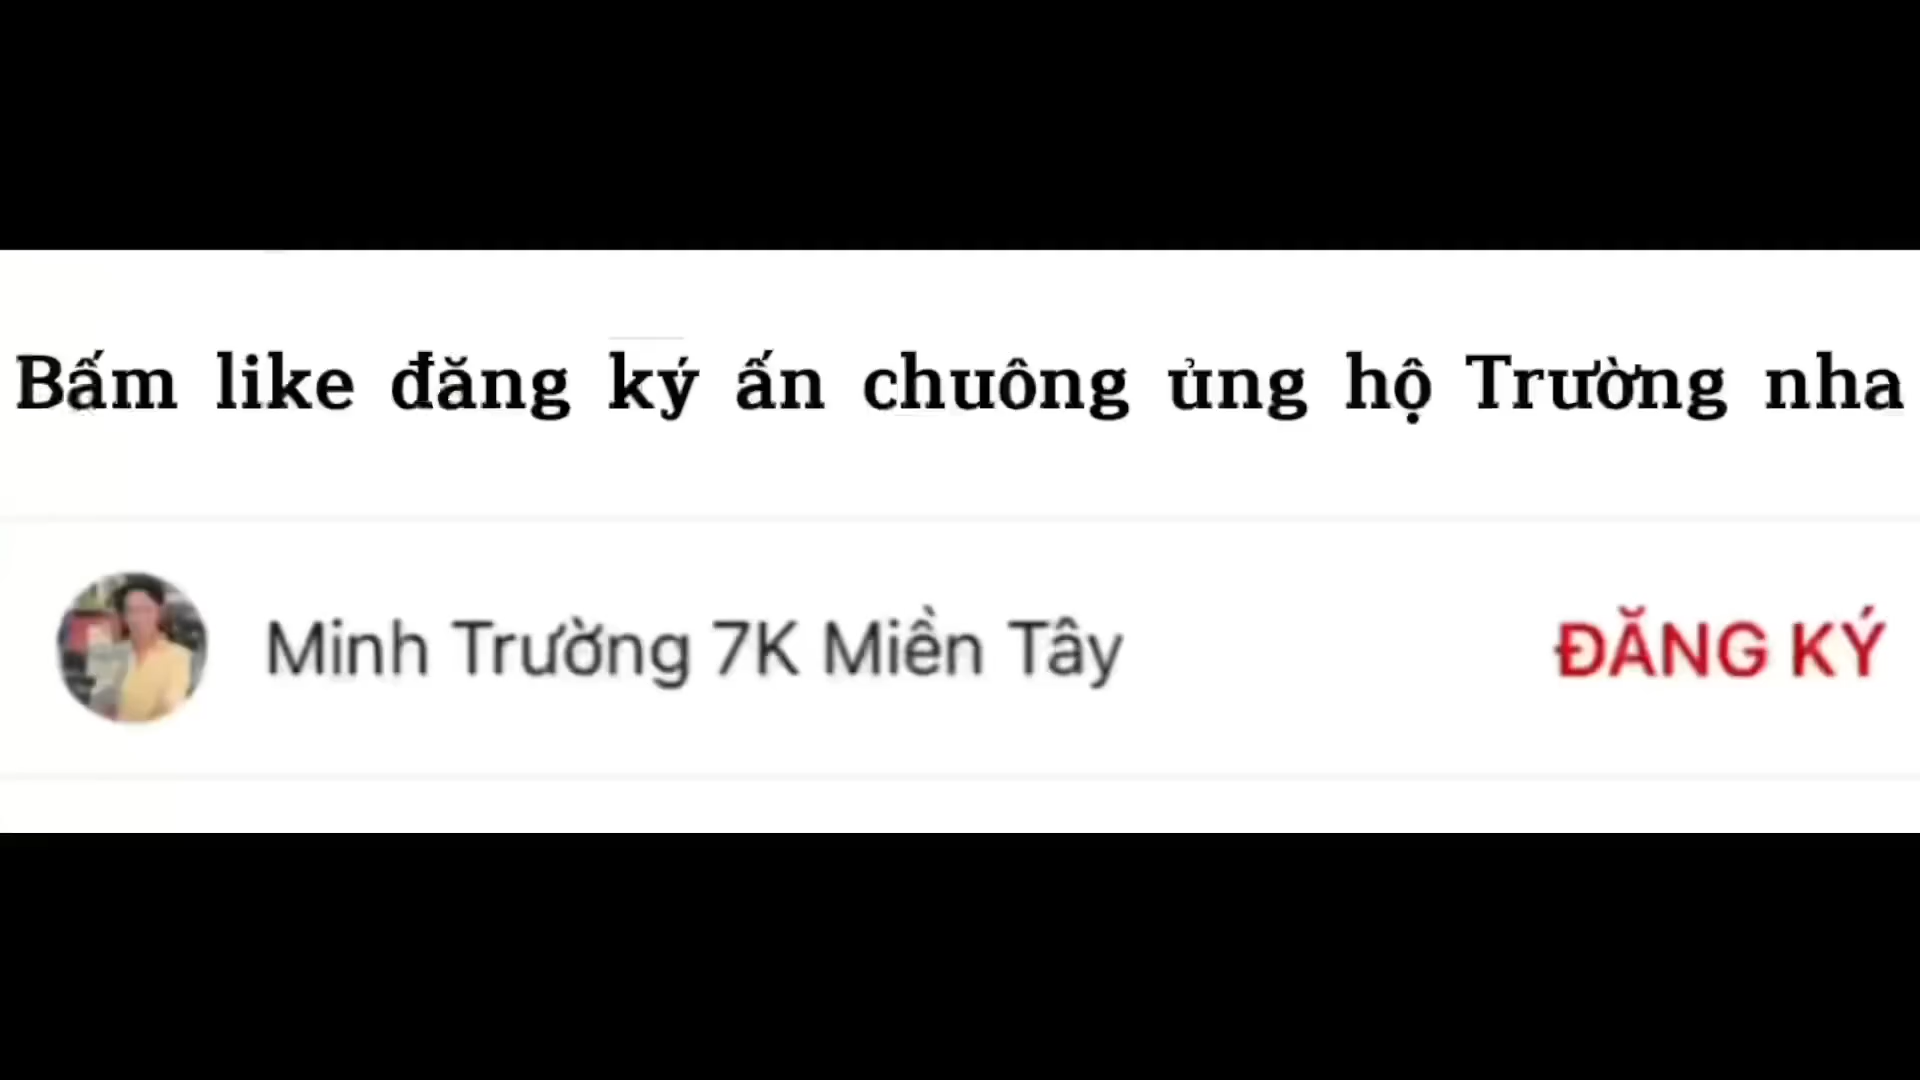 Bấm like đăng ký ấn chuông ủng hộ Trường nha
Minh Trường 7K Miền Tây
ĐĂNG KÝ